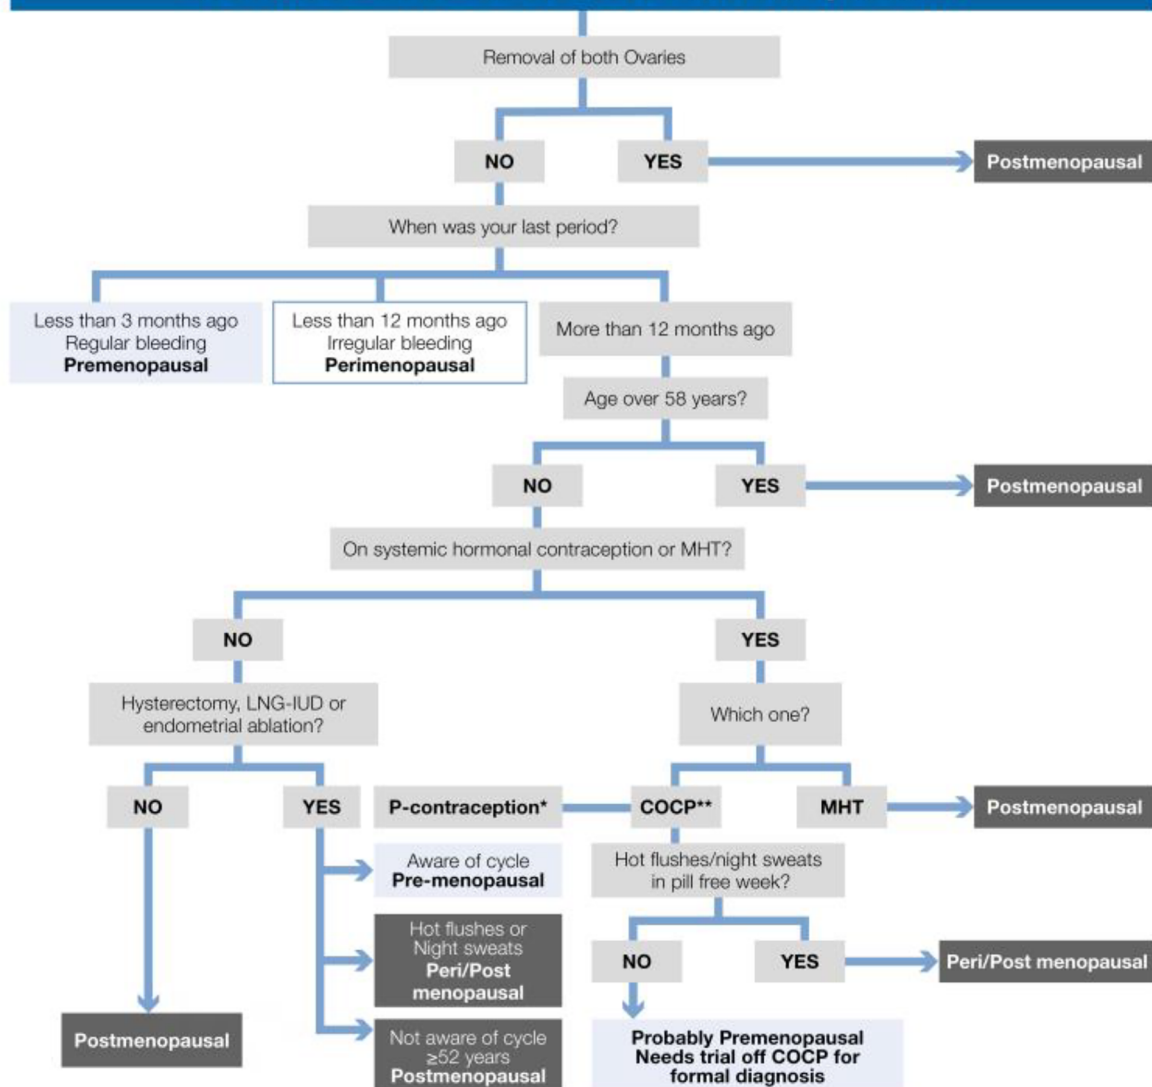 Removal of both Ovaries
NO
YES
Postmenopausal
When was your last period?
Less than 3 months ago
Regular bleeding
Premenopausal
Less than 12 months ago
Irregular bleeding
Perimenopausal
More than 12 months ago
Age over 58 years?
NO
YES
Postmenopausal
On systemic hormonal contraception or MHT?
NO
YES
Hysterectomy, LNG-IUD or
endometrial ablation?
Which one?
NO
YES
P-contraception*
COCP**
MHT
Postmenopausal
Aware of cycle
Pre-menopausal
Hot flushes/night sweats
in pill free week?
Hot flushes or
Night sweats
Peri/Post
menopausal
NO
YES
Peri/Post menopausal
Postmenopausal
Not aware of cycle
≥52 years
Postmenopausal
Probably Premenopausal
Needs trial off COCP for
formal diagnosis